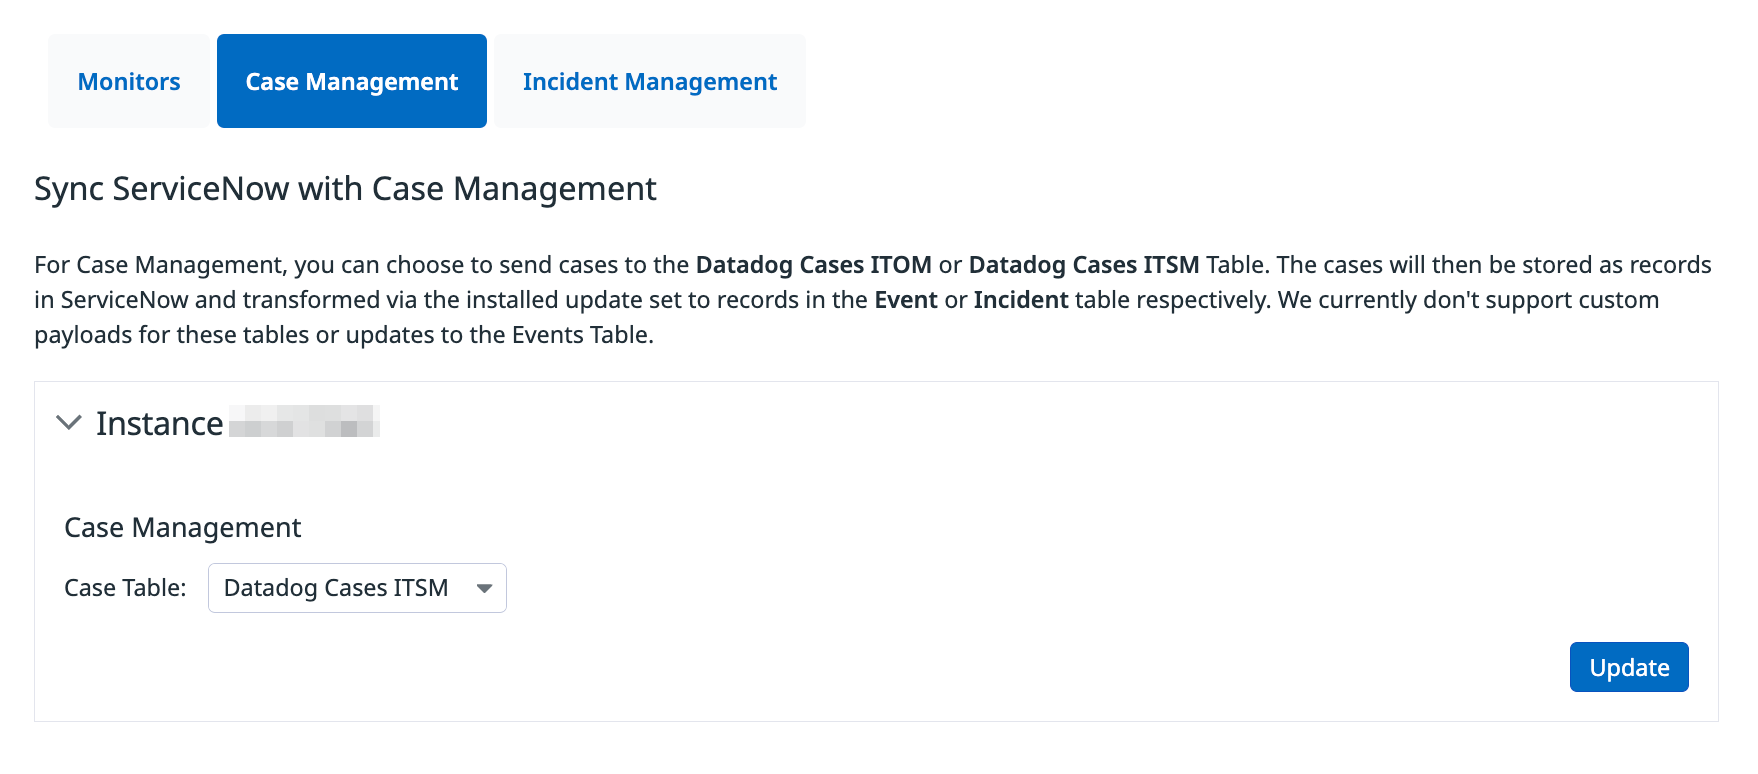 Monitors
Case Management
Incident Management
Sync ServiceNow with Case Management
For Case Management, you can choose to send cases to the Datadog Cases ITOM or Datadog Cases ITSM Table. The cases will then be stored as records
in ServiceNow and transformed via the installed update set to records in the Event or Incident table respectively. We currently don't support custom
payloads for these tables or updates to the Events Table.
Instance
Case Management
Case Table: Datadog Cases ITSM
Update